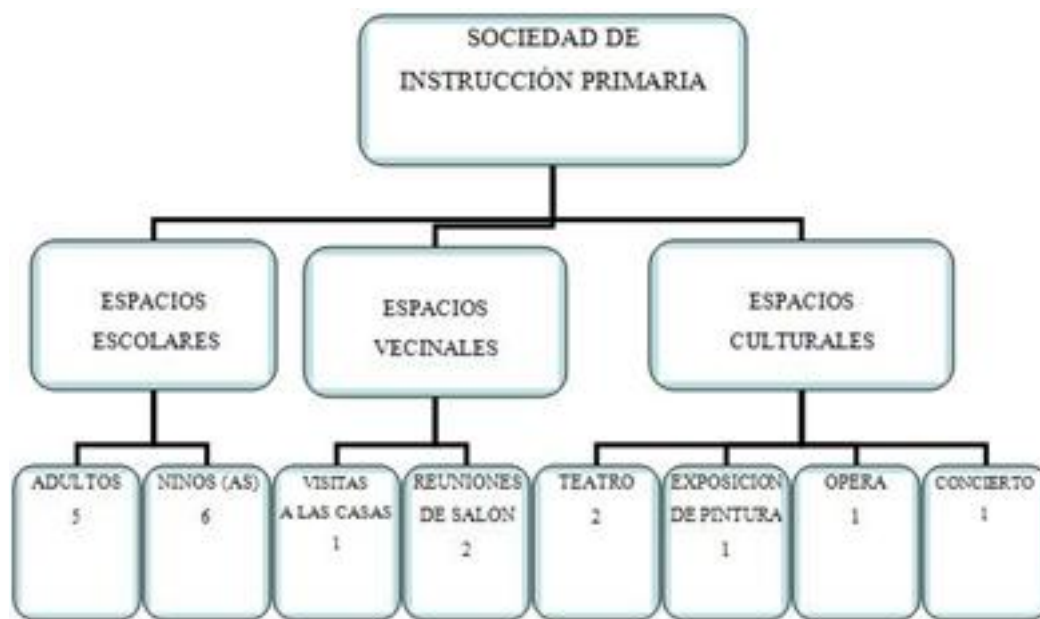 SOCIEDAD DE
INSTRUCCIÓN PRIMARIA
ESPACIOS
ESCOLARES
ESPACIOS
VECINALES
ESPACIOS
CULTURALES
ADULTOS
5
NINOS (AS)
6
VISITAS
A LAS CASAS
1
REUNIONES
DE SALON
2
TEATRO
2
EXPOSICION
DE PINTURA
1
OPERA
1
CONCIERTO
1